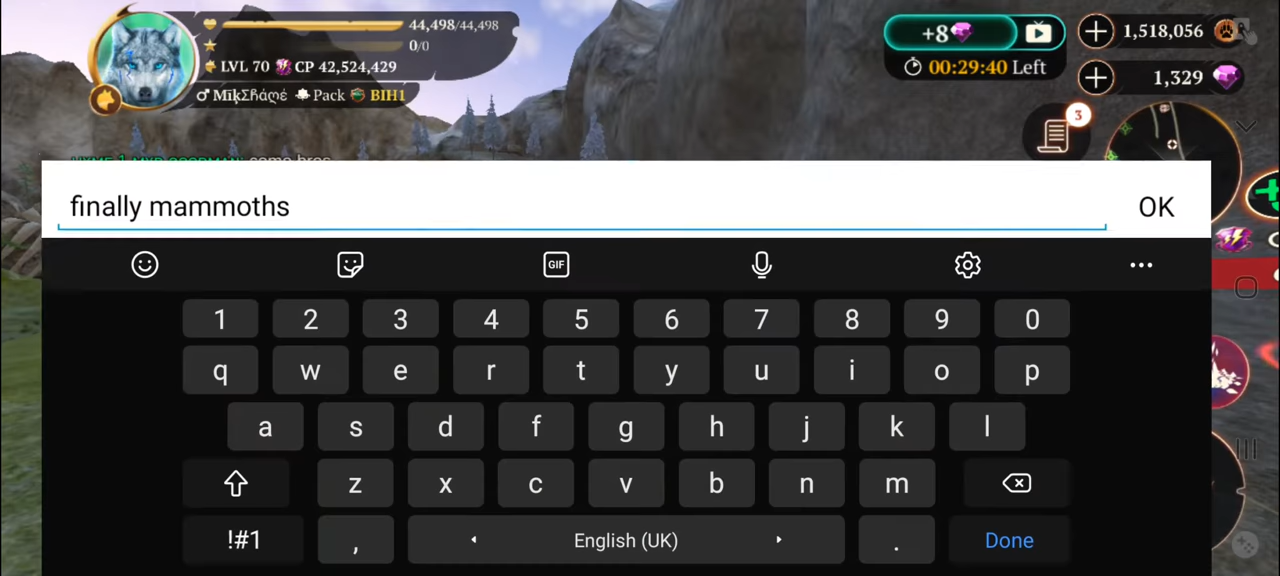 44,498/44,498
0/0
LVL 70 CP 42,524,429
Pack BIH1
+8
00:29:40 Left
1,518,056
1,329
3
some bros
finally mammoths
OK
GIF
1 2 3 4 5 6 7 8 9 0
q w e r t y u i o p
a s d f g h j k l
z x c v b n m
!#1 , English (UK) . Done